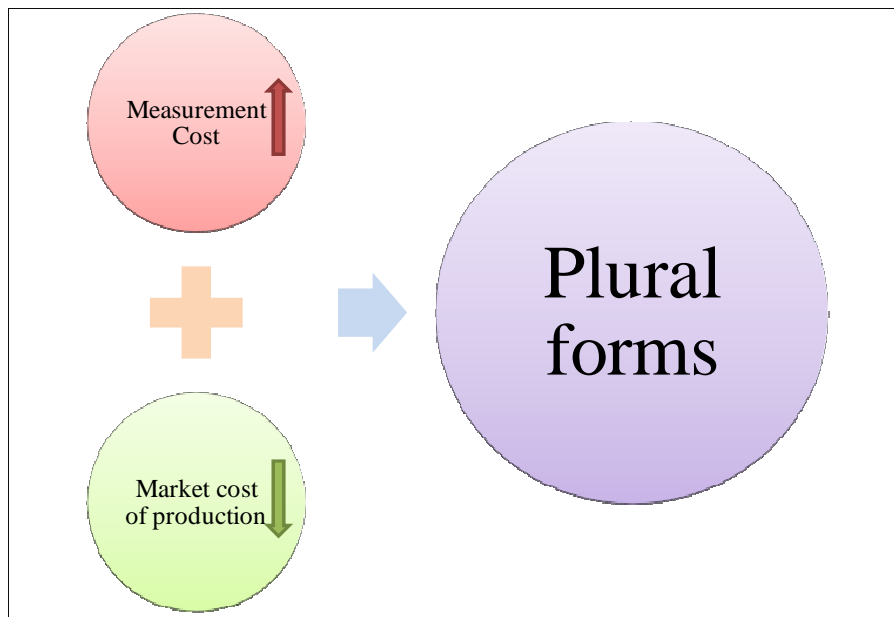 Measurement
Cost
Market cost
of production
Plural
forms